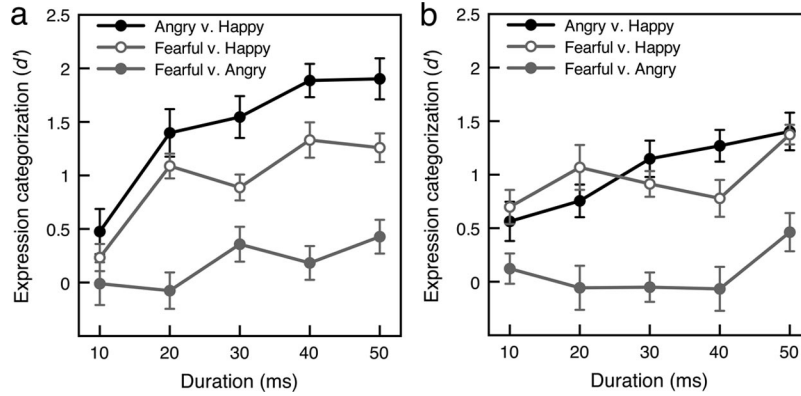 a
Expression categorization (d')
2.5
2
1.5
1
0.5
0
Angry v. Happy
Fearful v. Happy
Fearful v. Angry
10 20 30 40 50
Duration (ms)
b
Expression categorization (d')
2.5
2
1.5
1
0.5
0
Angry v. Happy
Fearful v. Happy
Fearful v. Angry
10 20 30 40 50
Duration (ms)